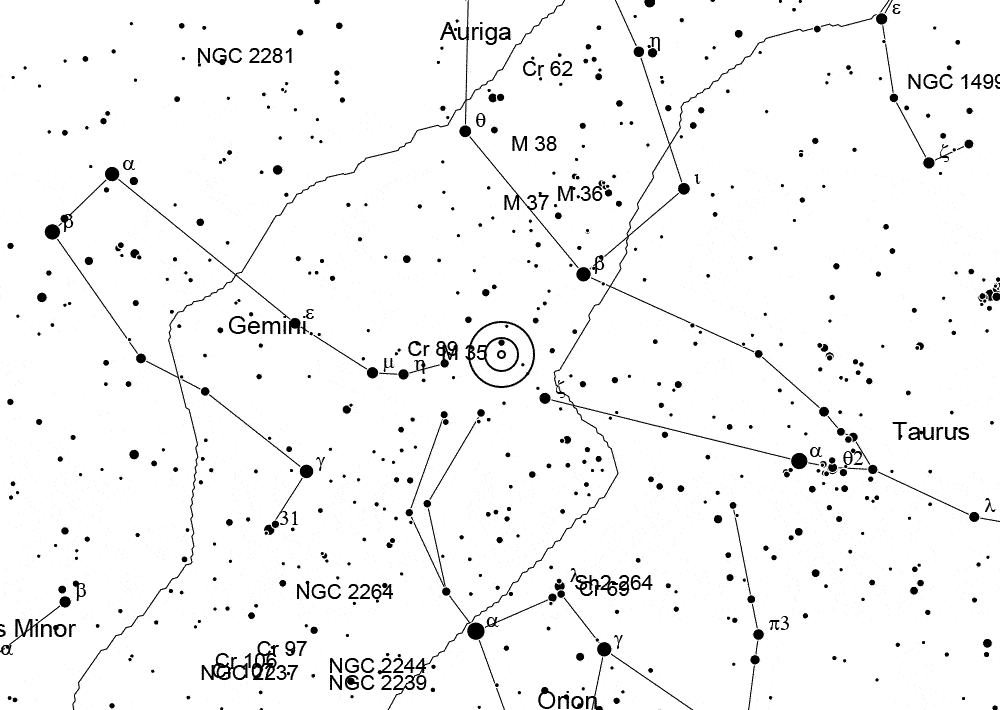 ε
Auriga
η
NGC 2281
Cr 62
NGC 1499
θ
M 38
ζ
α
ι
M 36
M 37
β
β
ε
Gemini
Cr 89
M 35
μ
η
ζ
Taurus
α
θ2
γ
λ
31
λ
Sh2-264
Cr 69
NGC 2264
β
α
π3
s Minor
γ
α
Cr 97
Cr 106
NGC 2244
NGC 2237
NGC 2239
Orion